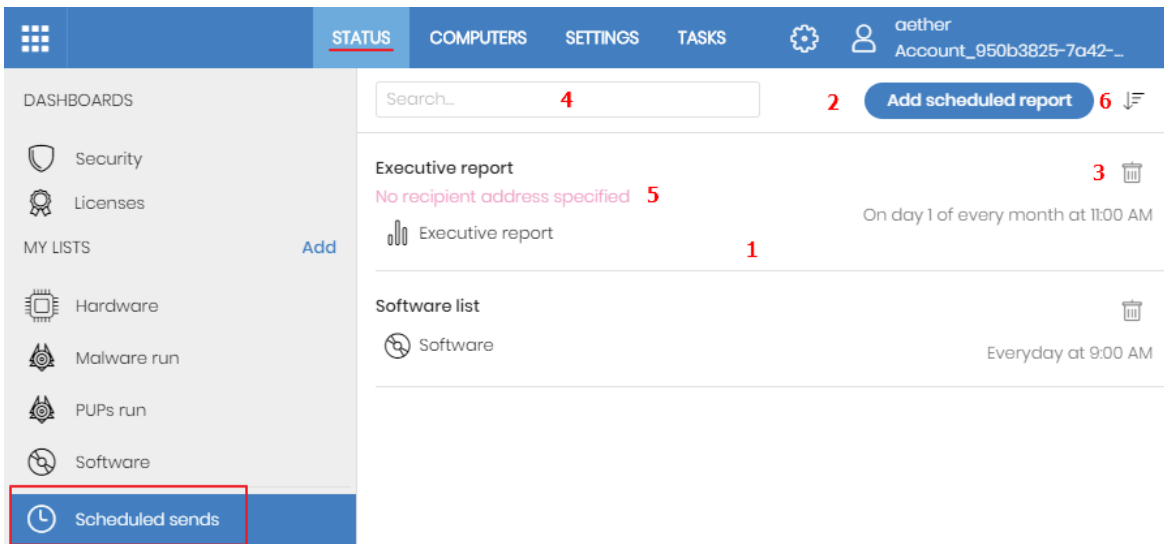 STATUS COMPUTERS SETTINGS TASKS aether
Account_950b3825-7a42-...
DASHBOARDS
Security
Licenses
MY LISTS Add
Hardware
Malware run
PUPs run
Software
Scheduled sends
Search... 4 2 Add scheduled report 6
Executive report 3
No recipient address specified 5
On day 1 of every month at 11:00 AM
Executive report
1
Software list
Software
Everyday at 9:00 AM